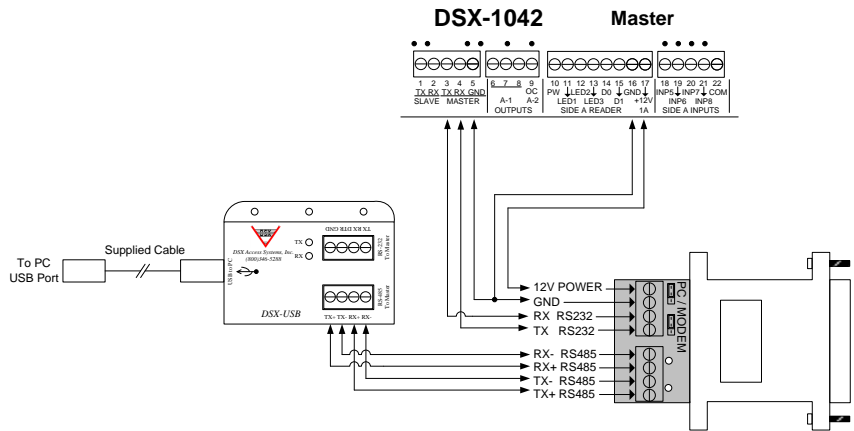 DSX-1042 Master
1 2 3 4 5 6 7 8 9 10 11 12 13 14 15 16 17 18 19 20 21 22
TX RX TX RX GND OC PW LED2 D0 GND INP5 INP7 COM
SLAVE MASTER A-1 A-2 LED1 LED3 D1 +12V INP6 INP8
OUTPUTS SIDE A READER 1A SIDE A INPUTS
To PC
USB Port
Supplied Cable
USB to PC
DSX
DSX Access Systems, Inc.
(800)346-5288
TX
RX
TX RX DTR GND
RS-232
To Master
RS-485
To Master
DSX-USB
TX+ TX- RX+ RX-
12V POWER
GND
RX RS232
TX RS232
RX- RS485
RX+ RS485
TX- RS485
TX+ RS485
PC / MODEM